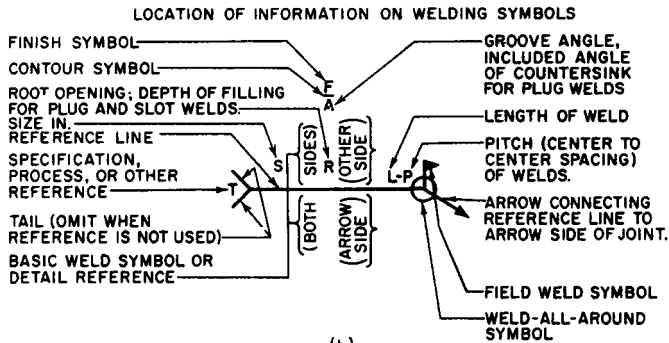 LOCATION OF INFORMATION ON WELDING SYMBOLS
FINISH SYMBOL
CONTOUR SYMBOL
ROOT OPENING; DEPTH OF FILLING
FOR PLUG AND SLOT WELDS.
SIZE IN.
REFERENCE LINE
SPECIFICATION,
PROCESS, OR OTHER
REFERENCE
TAIL (OMIT WHEN
REFERENCE IS NOT USED)
BASIC WELD SYMBOL OR
DETAIL REFERENCE
F
A
S
R
T
(BOTH
SIDES)
(OTHER
SIDE)
(ARROW
SIDE)
L-P
GROOVE ANGLE,
INCLUDED ANGLE
OF COUNTERSINK
FOR PLUG WELDS
LENGTH OF WELD
PITCH (CENTER TO
CENTER SPACING)
OF WELDS.
ARROW CONNECTING
REFERENCE LINE TO
ARROW SIDE OF JOINT.
FIELD WELD SYMBOL
WELD-ALL-AROUND
SYMBOL